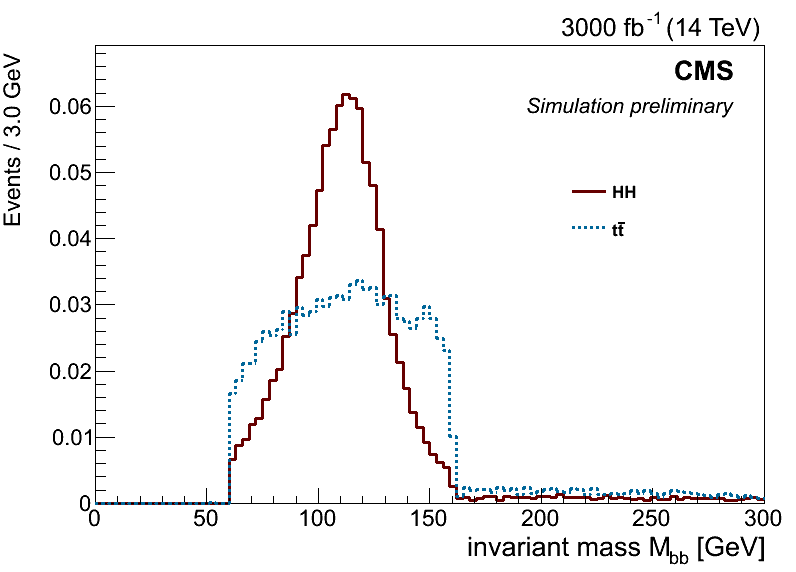 3000 fb⁻¹ (14 TeV)
CMS
Simulation preliminary
Events / 3.0 GeV
0.06
0.05
0.04
0.03
0.02
0.01
0
HH
tt̄
0 50 100 150 200 250 300
invariant mass M_bb [GeV]